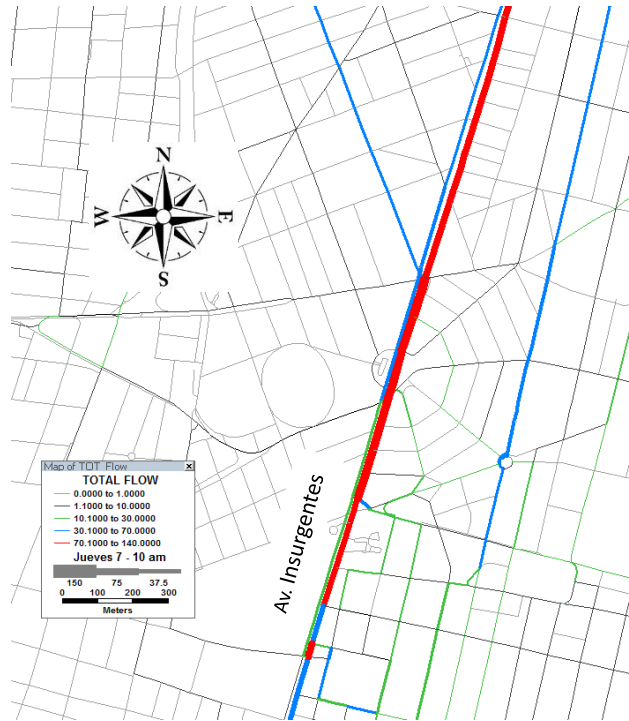 N
W
E
S
Map of TOT_Flow
TOTAL FLOW
0.0000 to 1.0000
1.1000 to 10.0000
10.1000 to 30.0000
30.1000 to 70.0000
70.1000 to 140.0000
Jueves 7 - 10 am
150 75 37.5
0 100 200 300
Meters
Av. Insurgentes